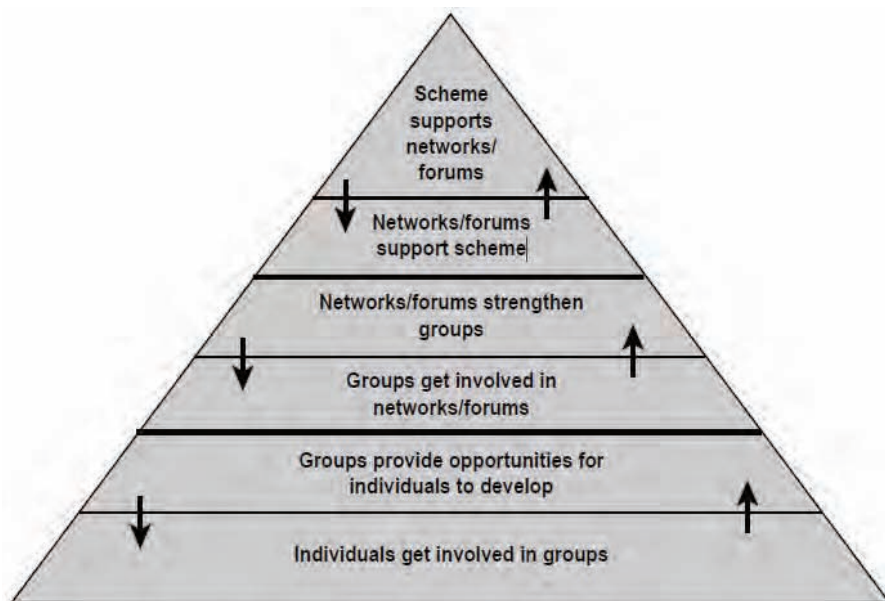 Scheme
supports
networks/
forums
Networks/forums
support scheme
Networks/forums strengthen
groups
Groups get involved in
networks/forums
Groups provide opportunities for
individuals to develop
Individuals get involved in groups